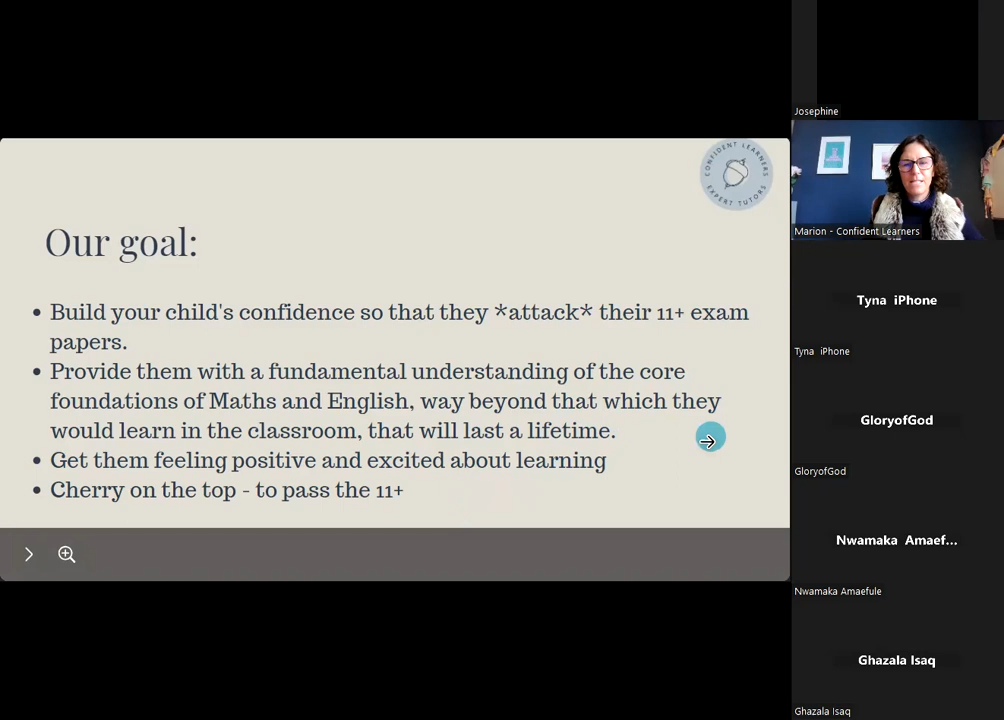 CONFIDENT LEARNERS
EXPERT TUTORS
Our goal:
• Build your child's confidence so that they *attack* their 11+ exam
papers.
• Provide them with a fundamental understanding of the core
foundations of Maths and English, way beyond that which they
would learn in the classroom, that will last a lifetime.
• Get them feeling positive and excited about learning
• Cherry on the top - to pass the 11+
Josephine
Marion - Confident Learners
Tyna iPhone
Tyna iPhone
GloryofGod
GloryofGod
Nwamaka Amaef...
Nwamaka Amaefule
Ghazala Isaq
Ghazala Isaq